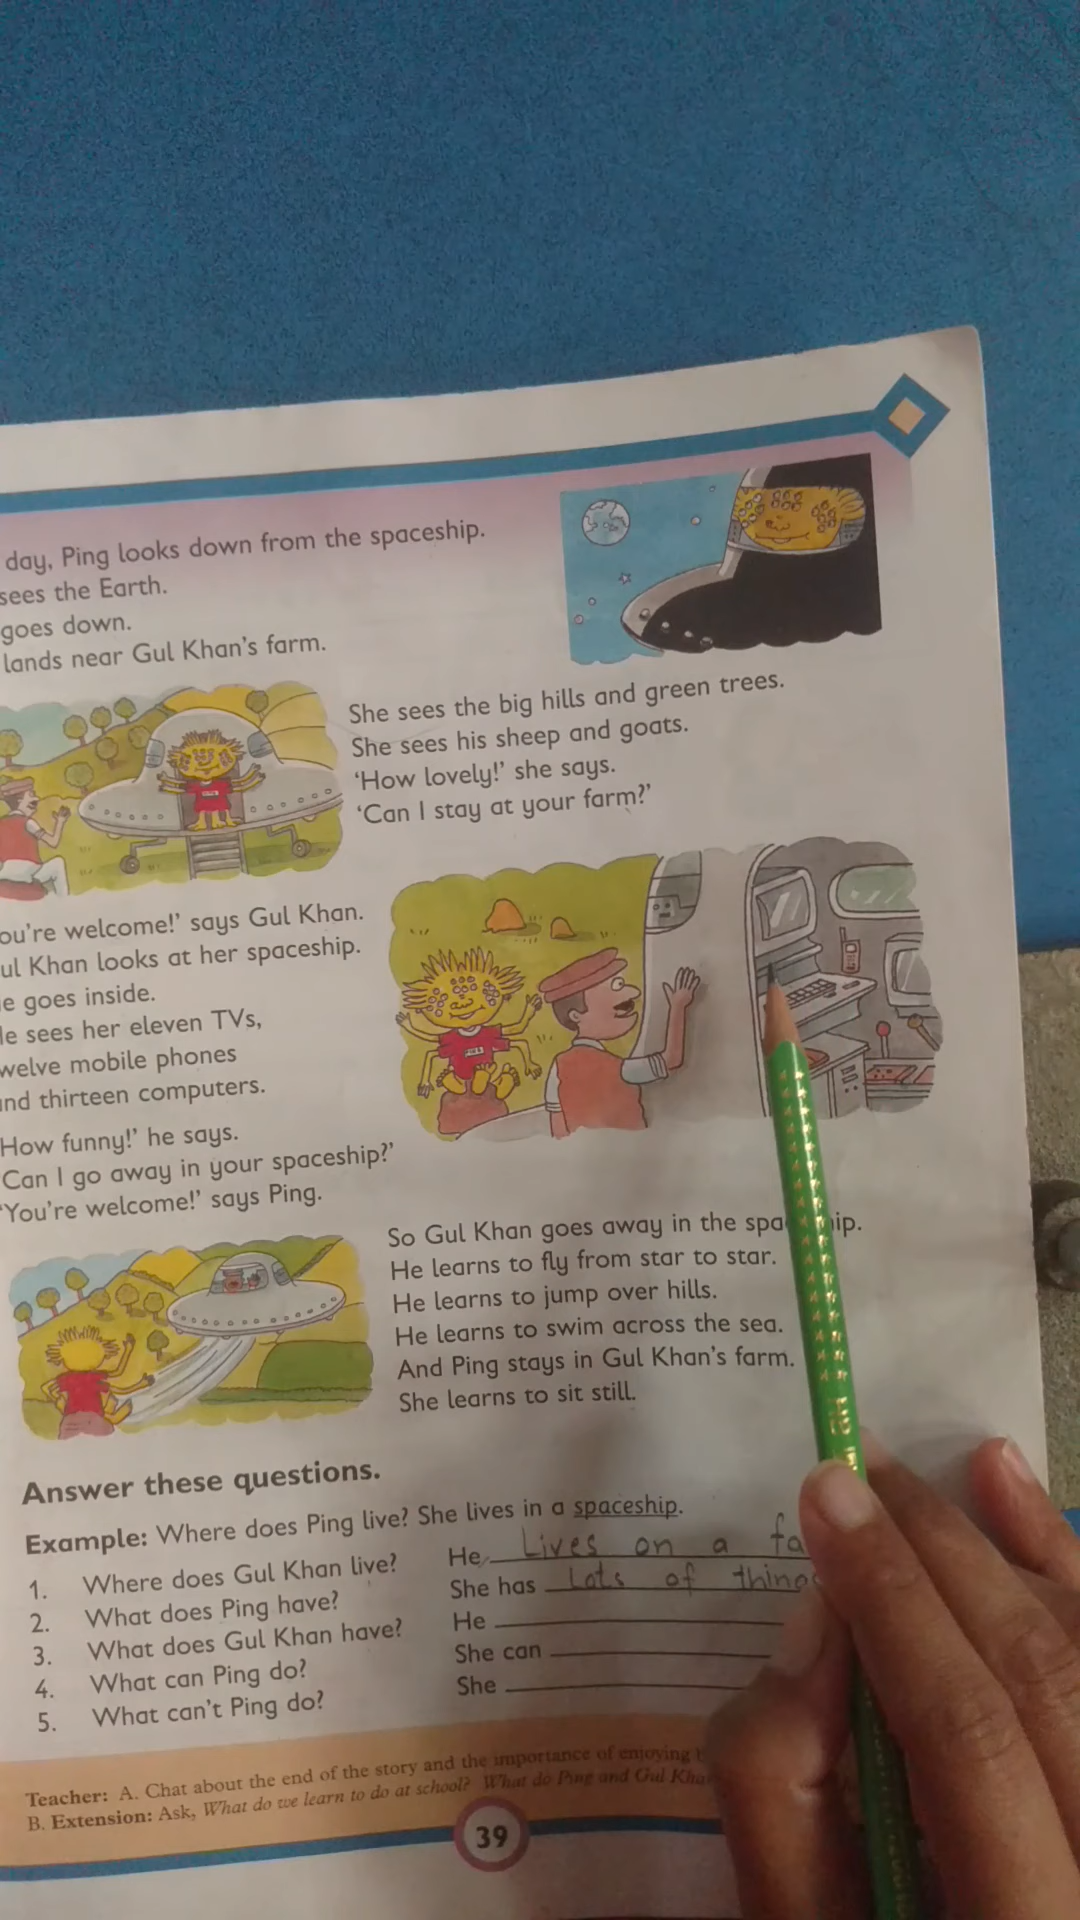 day, Ping looks down from the spaceship.
sees the Earth.
goes down.
lands near Gul Khan's farm.
She sees the big hills and green trees.
She sees his sheep and goats.
'How lovely!' she says.
'Can I stay at your farm?'
ou're welcome!' says Gul Khan.
ul Khan looks at her spaceship.
e goes inside.
e sees her eleven TVs,
welve mobile phones
nd thirteen computers.
How funny!' he says.
Can I go away in your spaceship?'
'You're welcome!' says Ping.
So Gul Khan goes away in the spa ip.
He learns to fly from star to star.
He learns to jump over hills.
He learns to swim across the sea.
And Ping stays in Gul Khan's farm.
She learns to sit still.
Answer these questions.
Example: Where does Ping live? She lives in a spaceship.
1. Where does Gul Khan live? He Lives on a fa
2. What does Ping have? She has lots of thing
3. What does Gul Khan have? He
4. What can Ping do? She can
5. What can't Ping do? She
Teacher: A. Chat about the end of the story and the importance of enjoying
B. Extension: Ask, What do we learn to do at school? What do Ping and Gul Kha
39